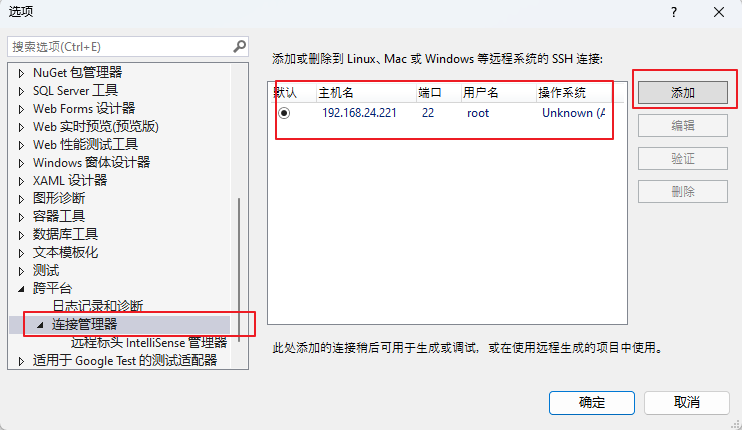 选项
?
搜索选项(Ctrl+E)
NuGet 包管理器
SQL Server 工具
Web Forms 设计器
Web 实时预览(预览版)
Web 性能测试工具
Windows 窗体设计器
XAML 设计器
图形诊断
容器工具
数据库工具
文本模板化
测试
跨平台
日志记录和诊断
连接管理器
远程标头 IntelliSense 管理器
适用于 Google Test 的测试适配器
添加或删除到 Linux、Mac 或 Windows 等远程系统的 SSH 连接:
默认 主机名 端口 用户名 操作系统
192.168.24.221 22 root Unknown (A
添加
编辑
验证
删除
此处添加的连接稍后可用于生成或调试，或在使用远程生成的项目中使用。
确定 取消